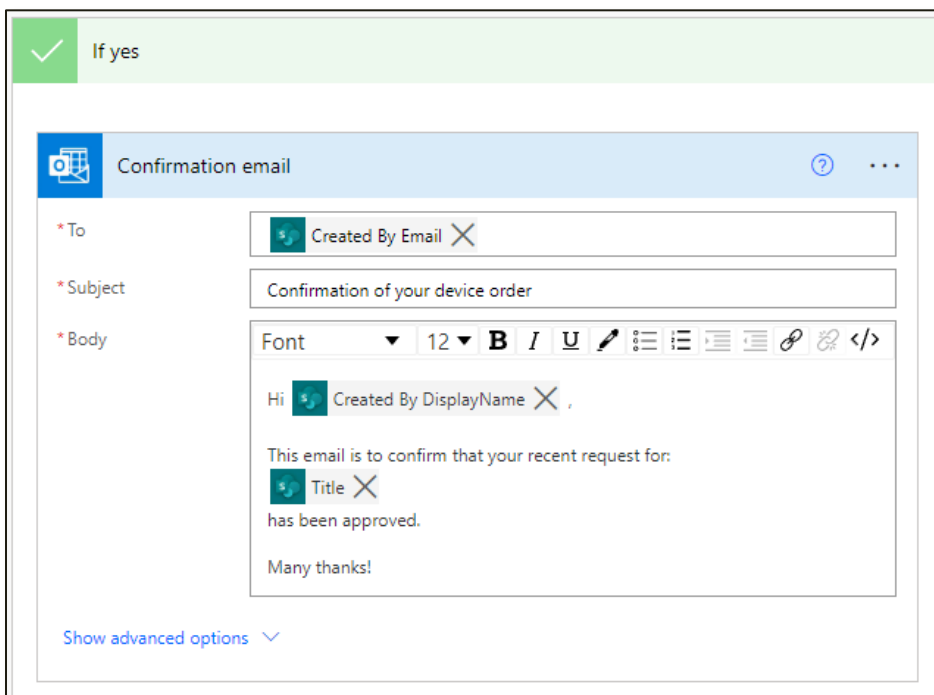 If yes
Confirmation email
* To
Created By Email
* Subject
Confirmation of your device order
* Body
Font 12 B I U </>
Hi Created By DisplayName ,
This email is to confirm that your recent request for:
Title
has been approved.
Many thanks!
Show advanced options